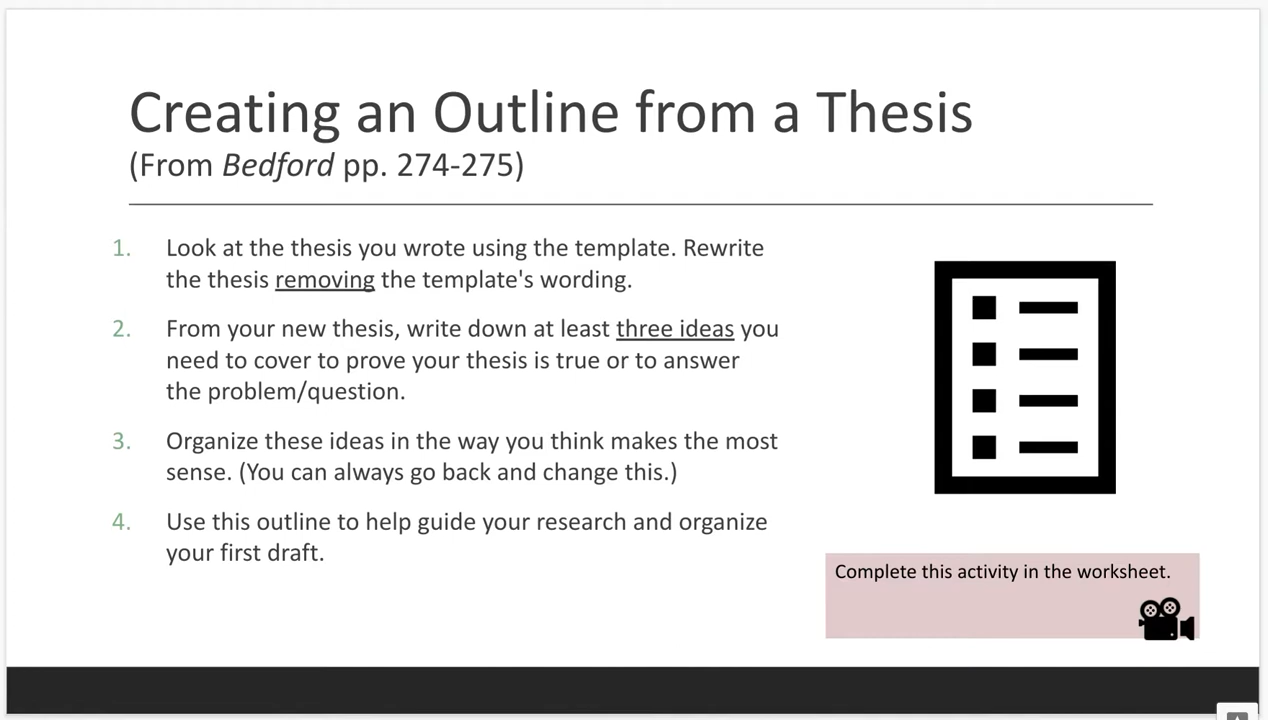 Creating an Outline from a Thesis
(From Bedford pp. 274-275)
1. Look at the thesis you wrote using the template. Rewrite
the thesis removing the template's wording.
2. From your new thesis, write down at least three ideas you
need to cover to prove your thesis is true or to answer
the problem/question.
3. Organize these ideas in the way you think makes the most
sense. (You can always go back and change this.)
4. Use this outline to help guide your research and organize
your first draft.
Complete this activity in the worksheet.